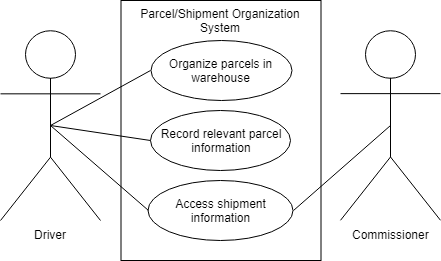 Parcel/Shipment Organization
System
Organize parcels in
warehouse
Record relevant parcel
information
Access shipment
information
Driver
Commissioner